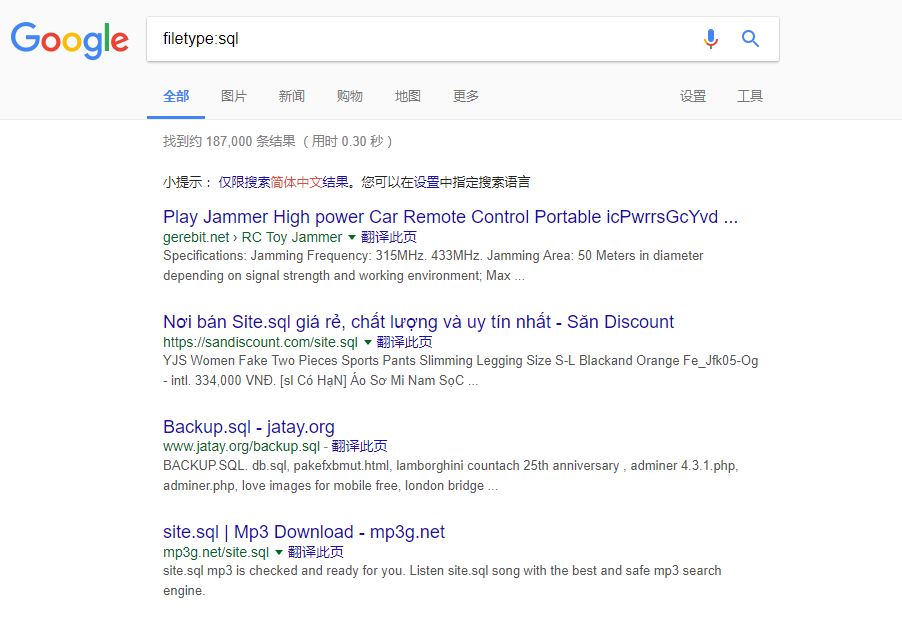 Google
filetype:sql
全部 图片 新闻 购物 地图 更多 设置 工具
找到约 187,000 条结果 （用时 0.30 秒）
小提示： 仅限搜索简体中文结果。您可以在设置中指定搜索语言
Play Jammer High power Car Remote Control Portable icPwrrsGcYvd ...
gerebit.net › RC Toy Jammer ▼ 翻译此页
Specifications: Jamming Frequency: 315MHz. 433MHz. Jamming Area: 50 Meters in diameter
depending on signal strength and working environment; Max ...
Nơi bán Site.sql giá rẻ, chất lượng và uy tín nhất - Săn Discount
https://sandiscount.com/site.sql ▼ 翻译此页
YJS Women Fake Two Pieces Sports Pants Slimming Legging Size S-L Blackand Orange Fe_Jfk05-Og
- intl. 334,000 VNĐ. [sl Có HạN] Áo Sơ Mi Nam SọC ...
Backup.sql - jatay.org
www.jatay.org/backup.sql - 翻译此页
BACKUP.SQL. db.sql, pakefxbmut.html, lamborghini countach 25th anniversary , adminer 4.3.1.php,
adminer.php, love images for mobile free, london bridge ...
site.sql | Mp3 Download - mp3g.net
mp3g.net/site.sql ▼ 翻译此页
site.sql mp3 is checked and ready for you. Listen site.sql song with the best and safe mp3 search
engine.